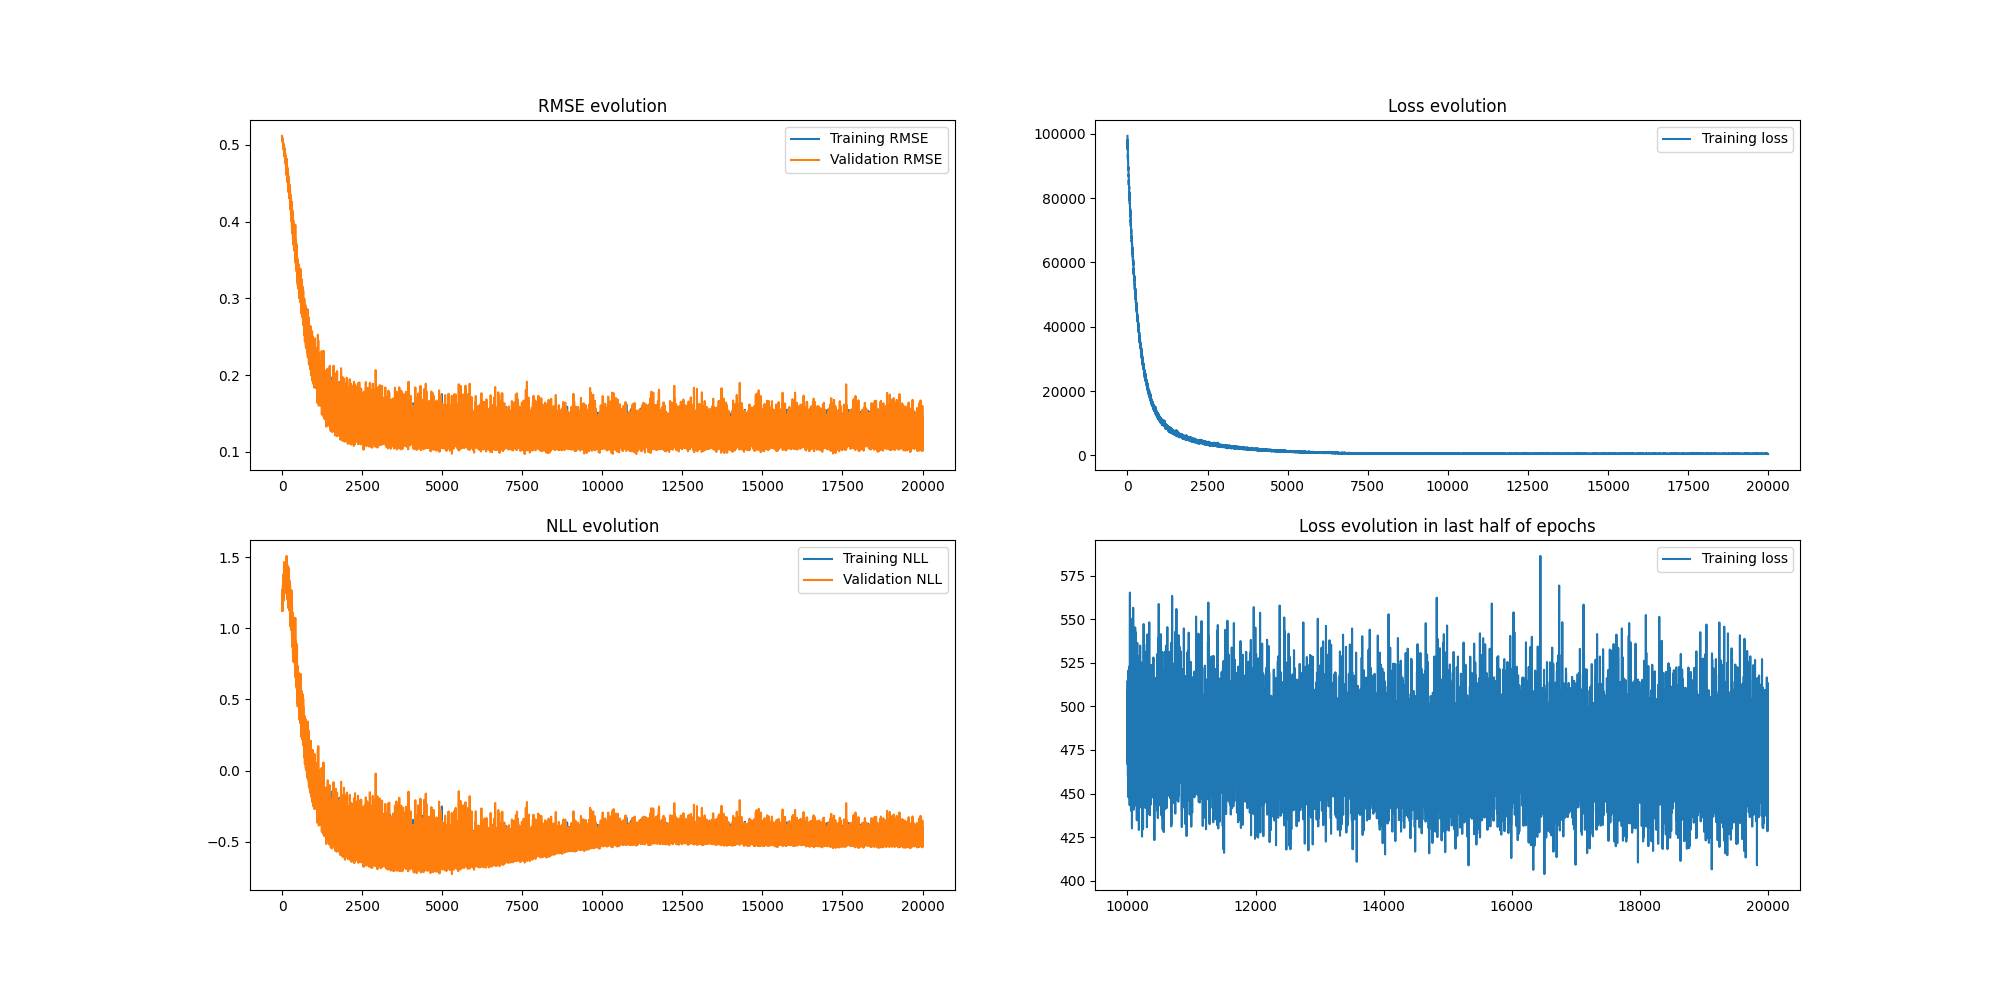 RMSE evolution
Training RMSE
Validation RMSE
0.5
0.4
0.3
0.2
0.1
0 2500 5000 7500 10000 12500 15000 17500 20000
Loss evolution
Training loss
100000
80000
60000
40000
20000
0
0 2500 5000 7500 10000 12500 15000 17500 20000
NLL evolution
Training NLL
Validation NLL
1.5
1.0
0.5
0.0
−0.5
0 2500 5000 7500 10000 12500 15000 17500 20000
Loss evolution in last half of epochs
Training loss
575
550
525
500
475
450
425
400
10000 12000 14000 16000 18000 20000